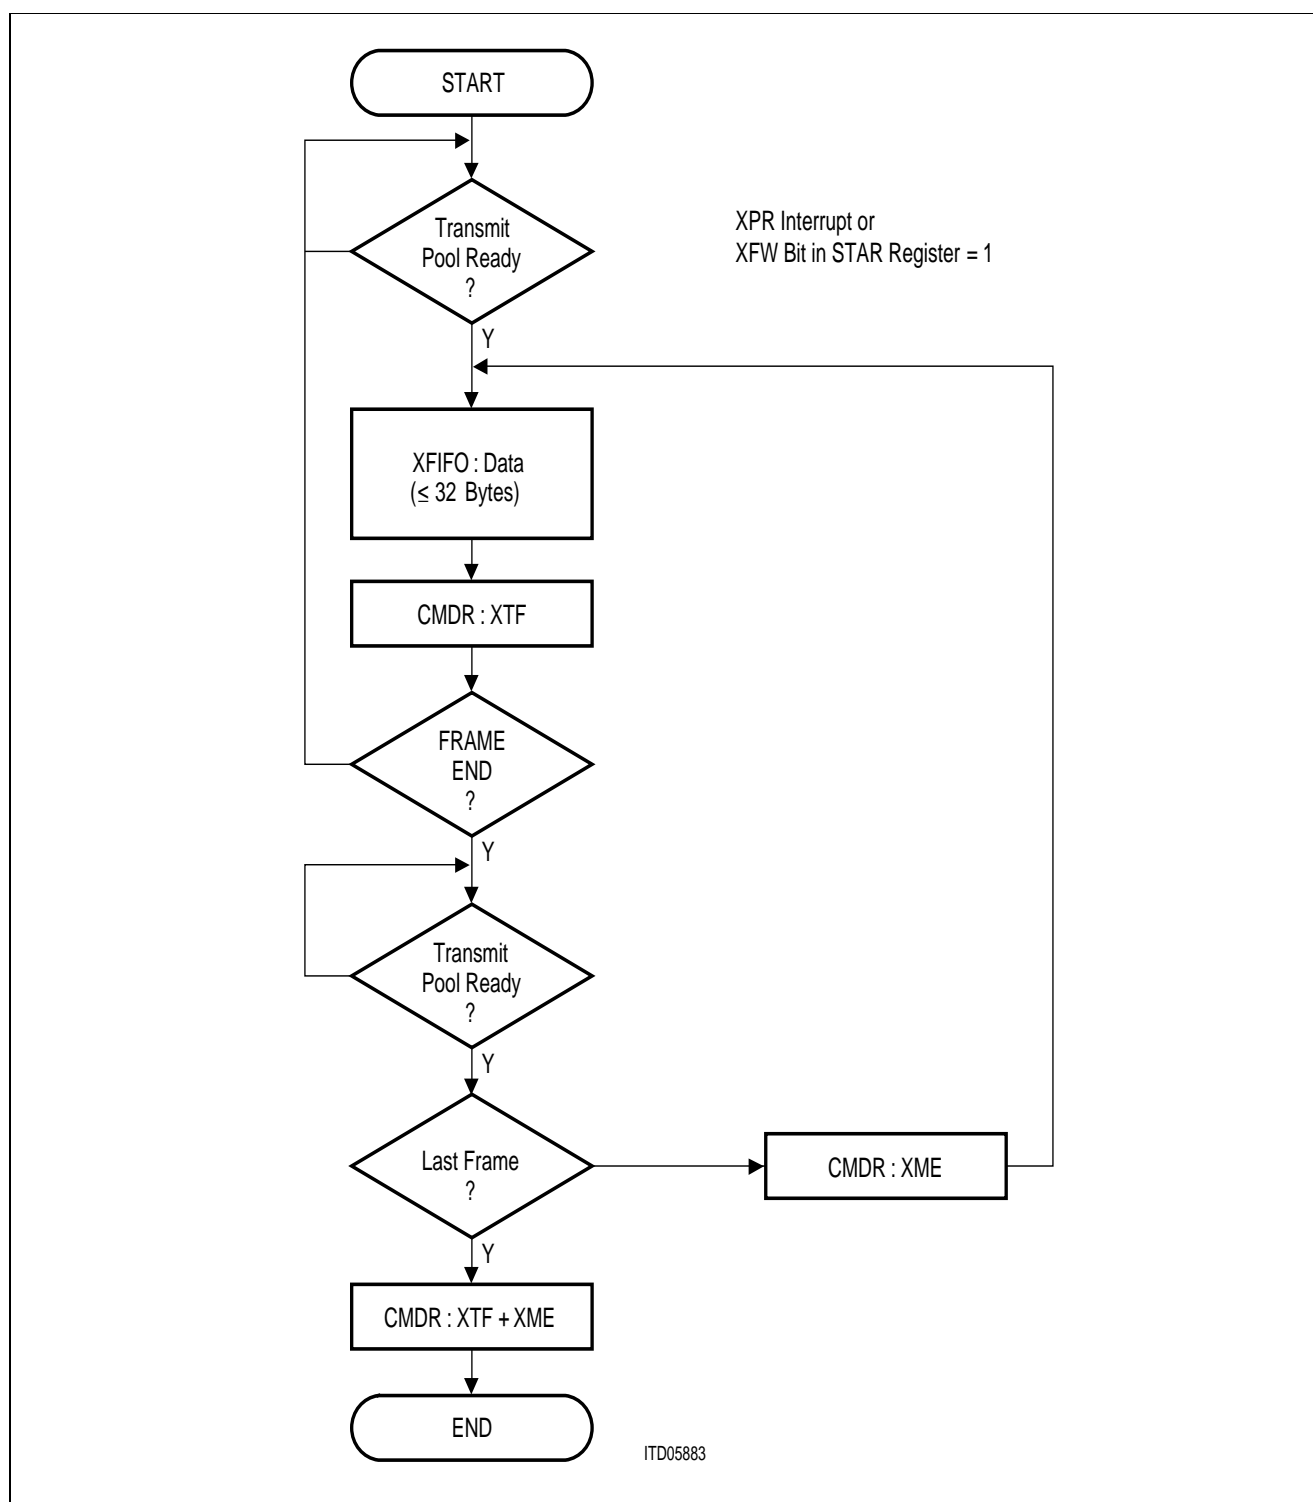 START
Transmit
Pool Ready
?
XPR Interrupt or
XFW Bit in STAR Register = 1
Y
XFIFO : Data
(≤ 32 Bytes)
CMDR : XTF
FRAME
END
?
Y
Transmit
Pool Ready
?
Y
Last Frame
?
CMDR : XME
Y
CMDR : XTF + XME
END
ITD05883